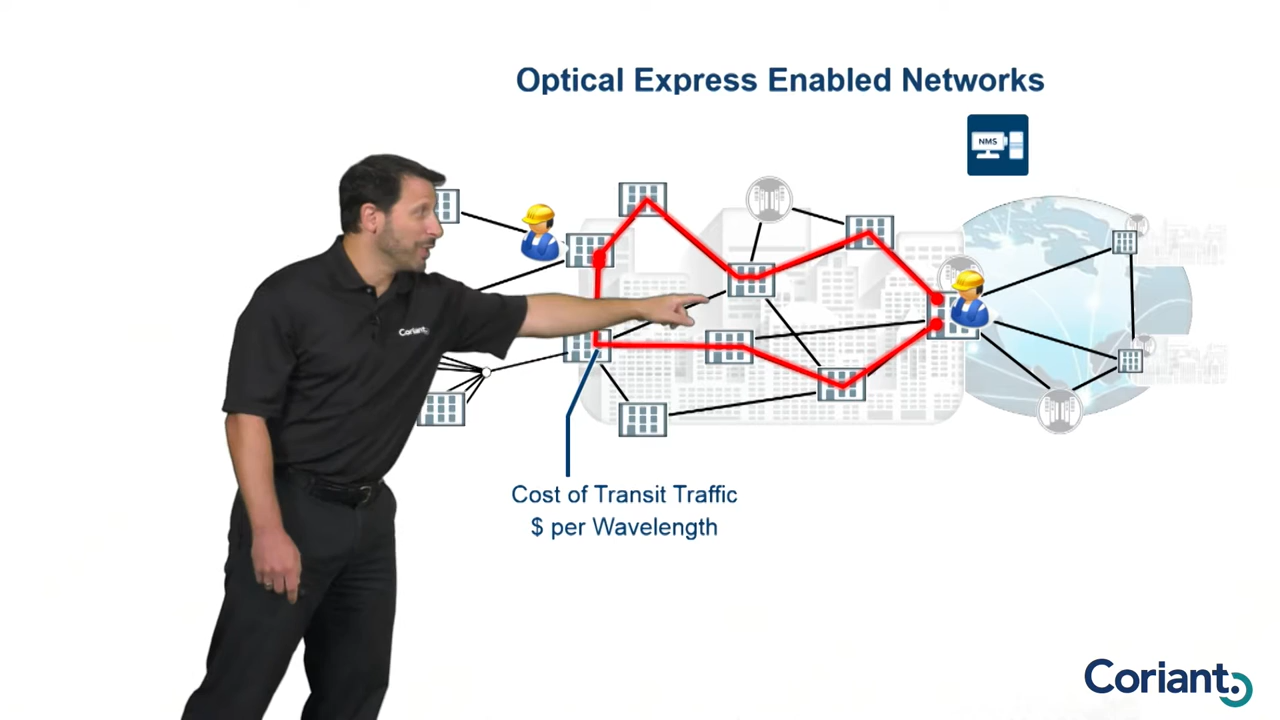 Optical Express Enabled Networks
NMS
Coriant
Cost of Transit Traffic
$ per Wavelength
Coriant